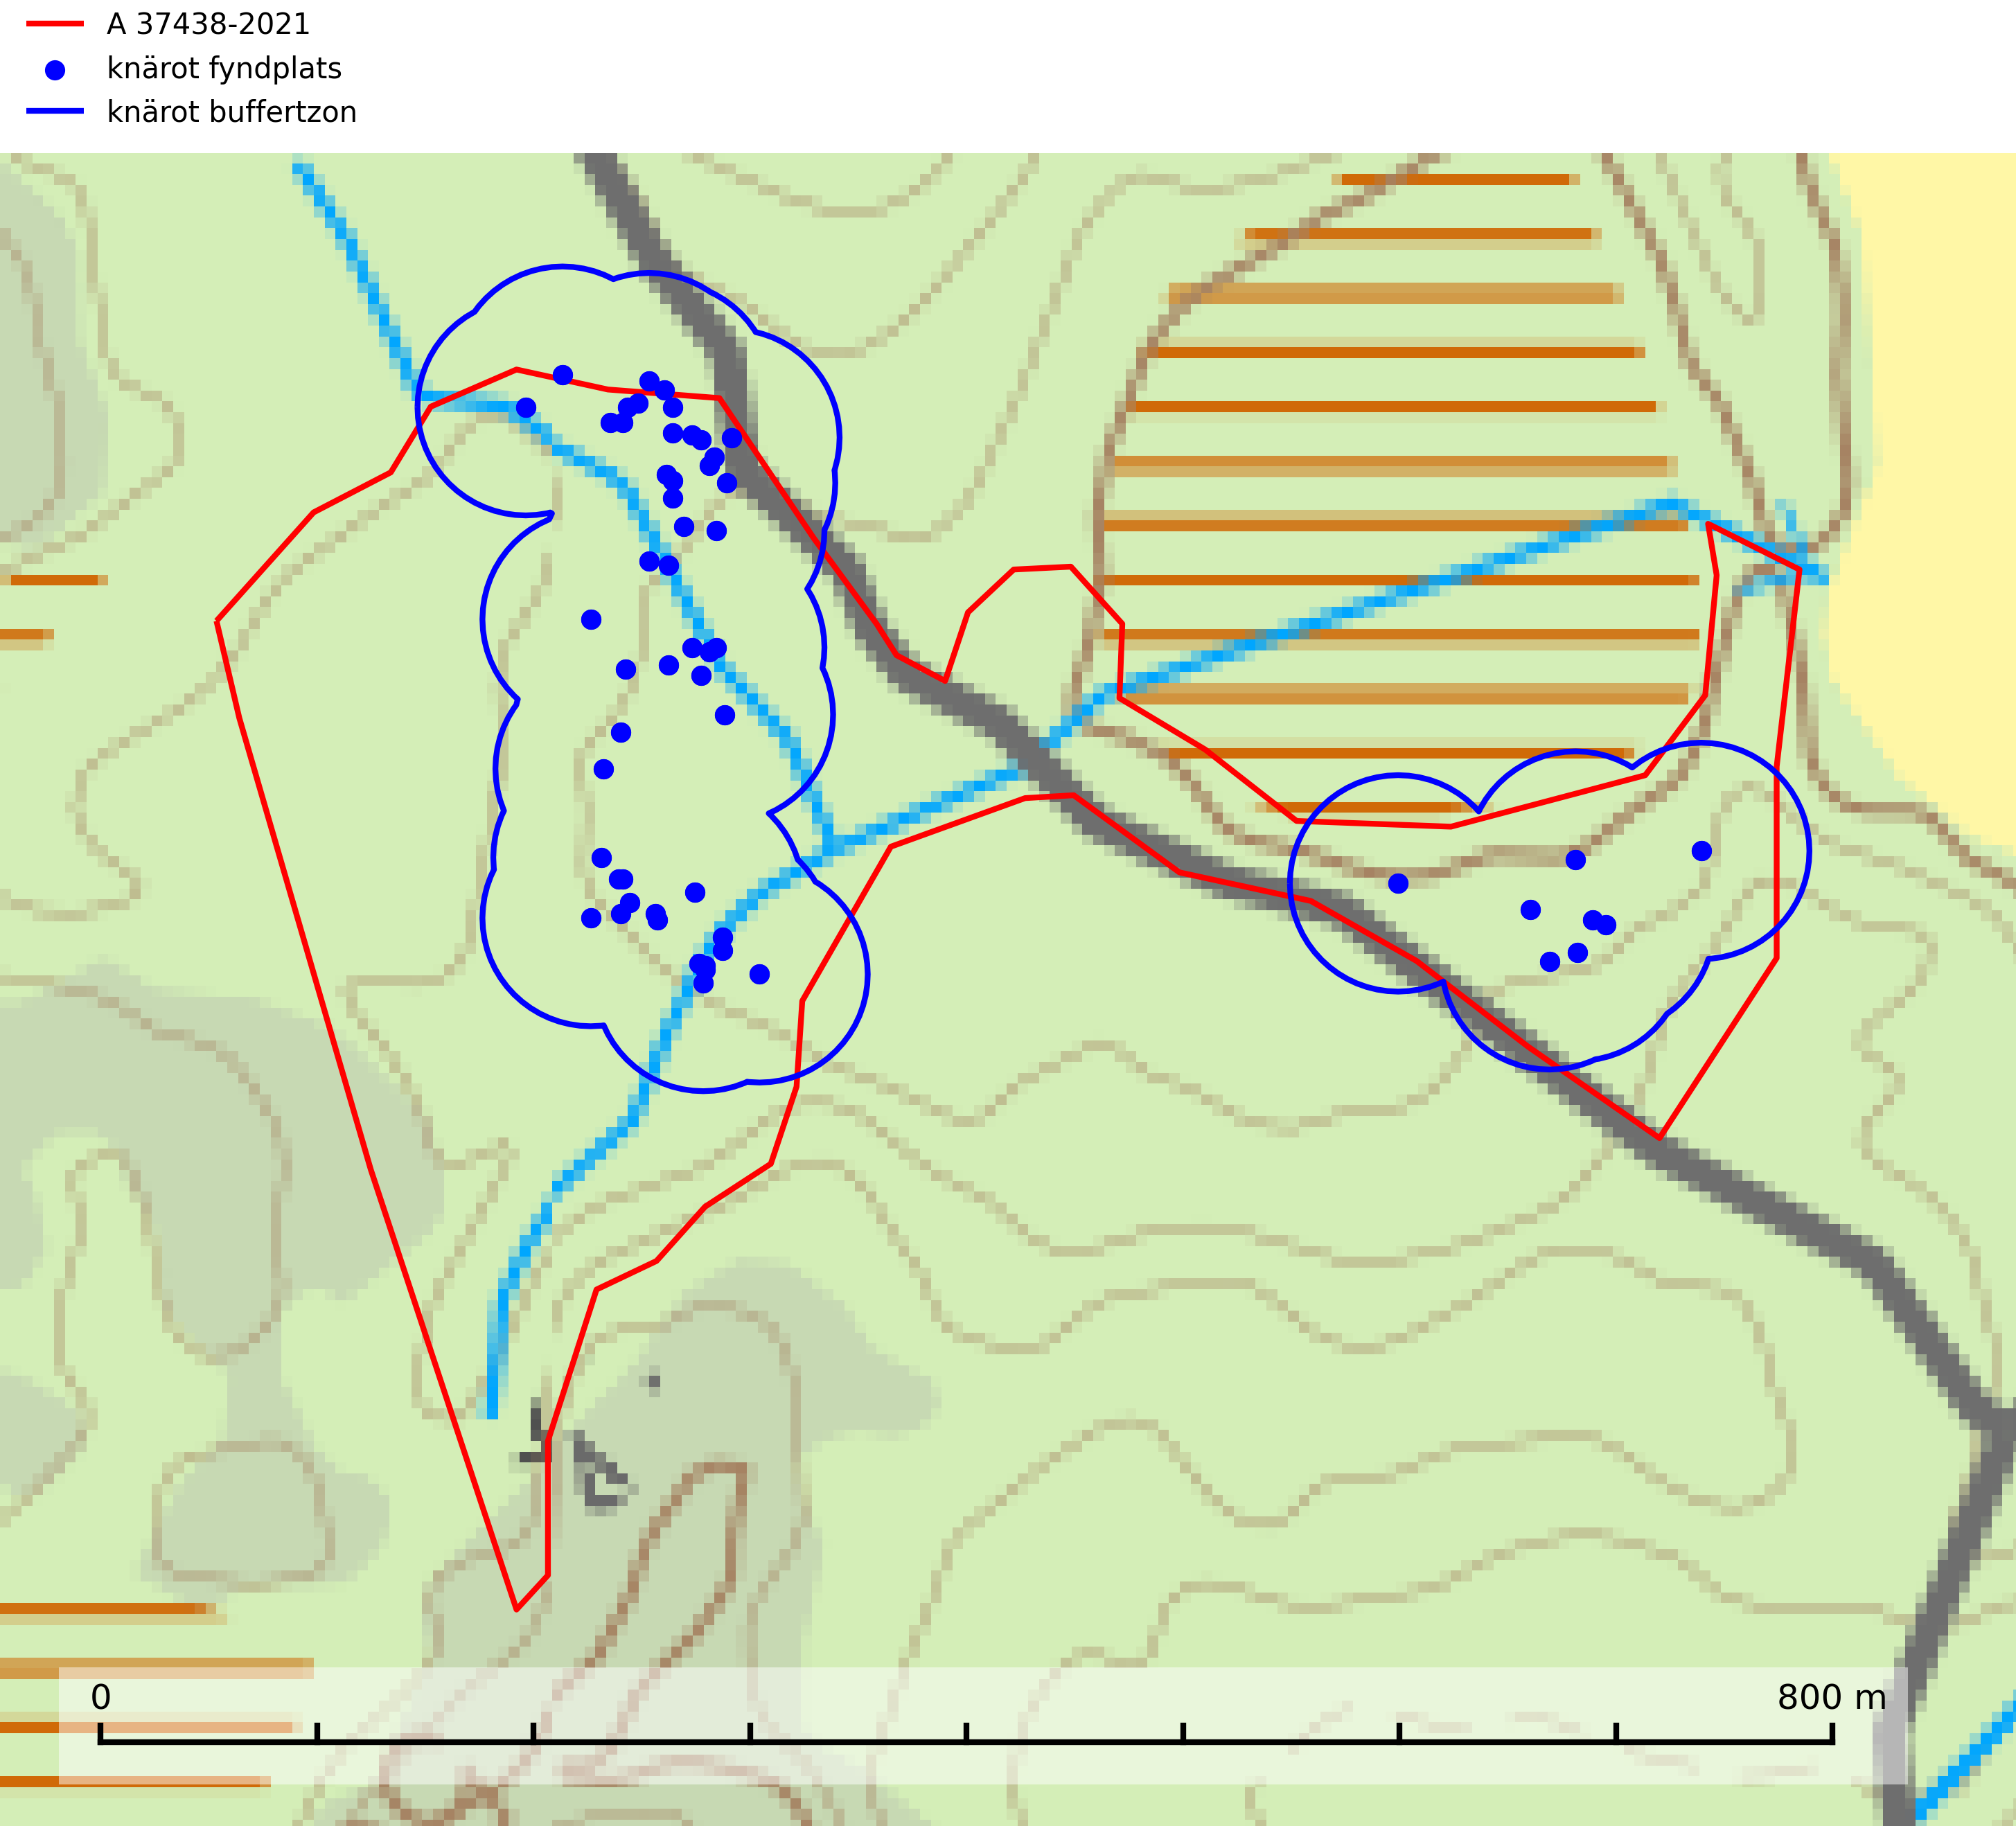 A 37438-2021
knärot fyndplats
knärot buffertzon
0
800 m